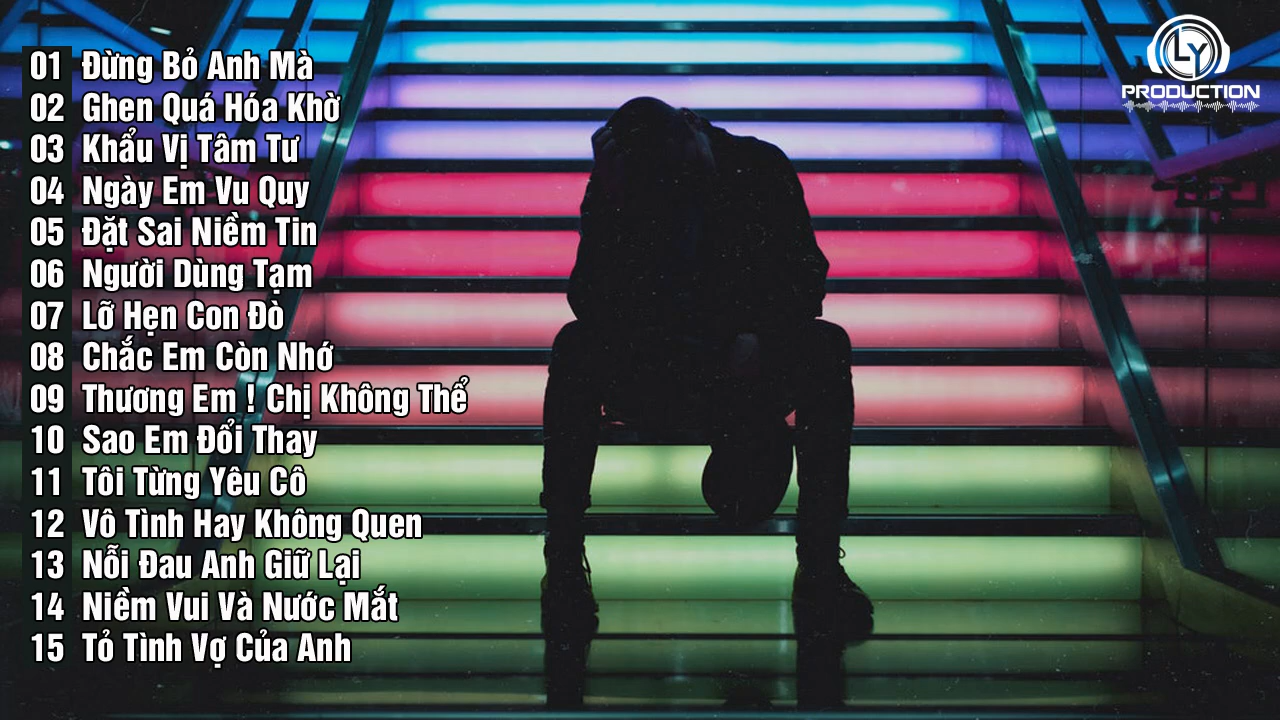 01 Đừng Bỏ Anh Mà
02 Ghen Quá Hóa Khờ
03 Khẩu Vị Tâm Tư
04 Ngày Em Vu Quy
05 Đặt Sai Niềm Tin
06 Người Dùng Tạm
07 Lỡ Hẹn Con Đò
08 Chắc Em Còn Nhớ
09 Thương Em ! Chị Không Thể
10 Sao Em Đổi Thay
11 Tôi Từng Yêu Cô
12 Vô Tình Hay Không Quen
13 Nỗi Đau Anh Giữ Lại
14 Niềm Vui Và Nước Mắt
15 Tỏ Tình Vợ Của Anh
LY
PRODUCTION